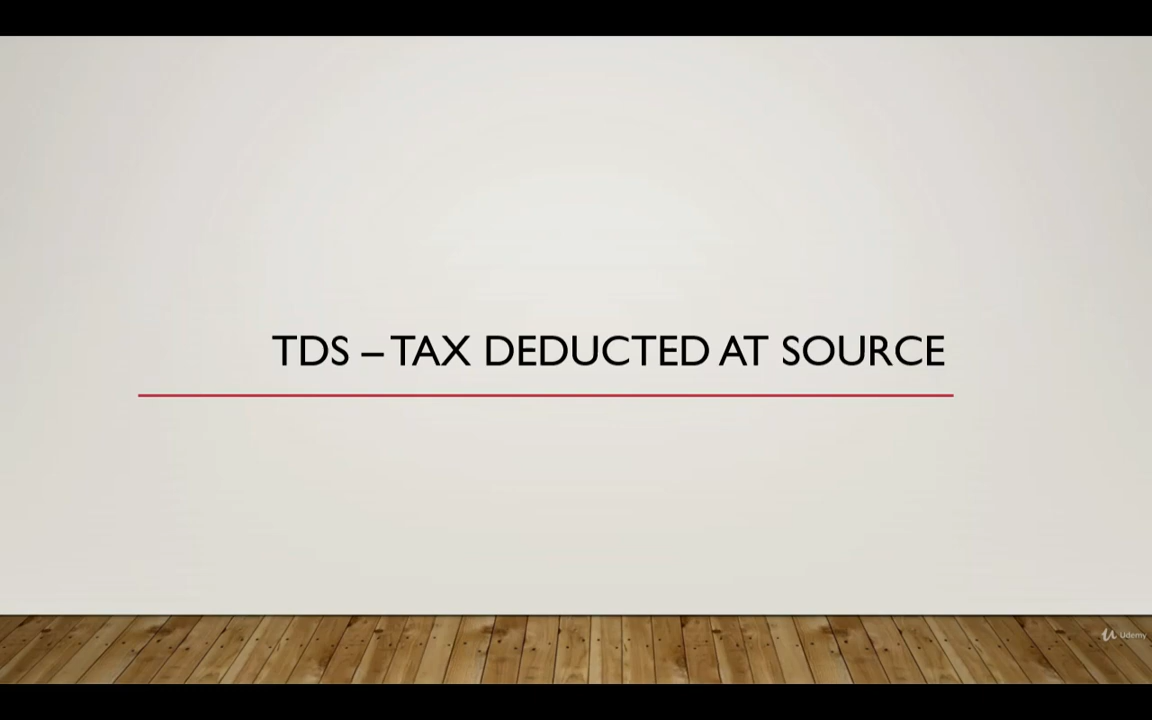 TDS – TAX DEDUCTED AT SOURCE
Udemy